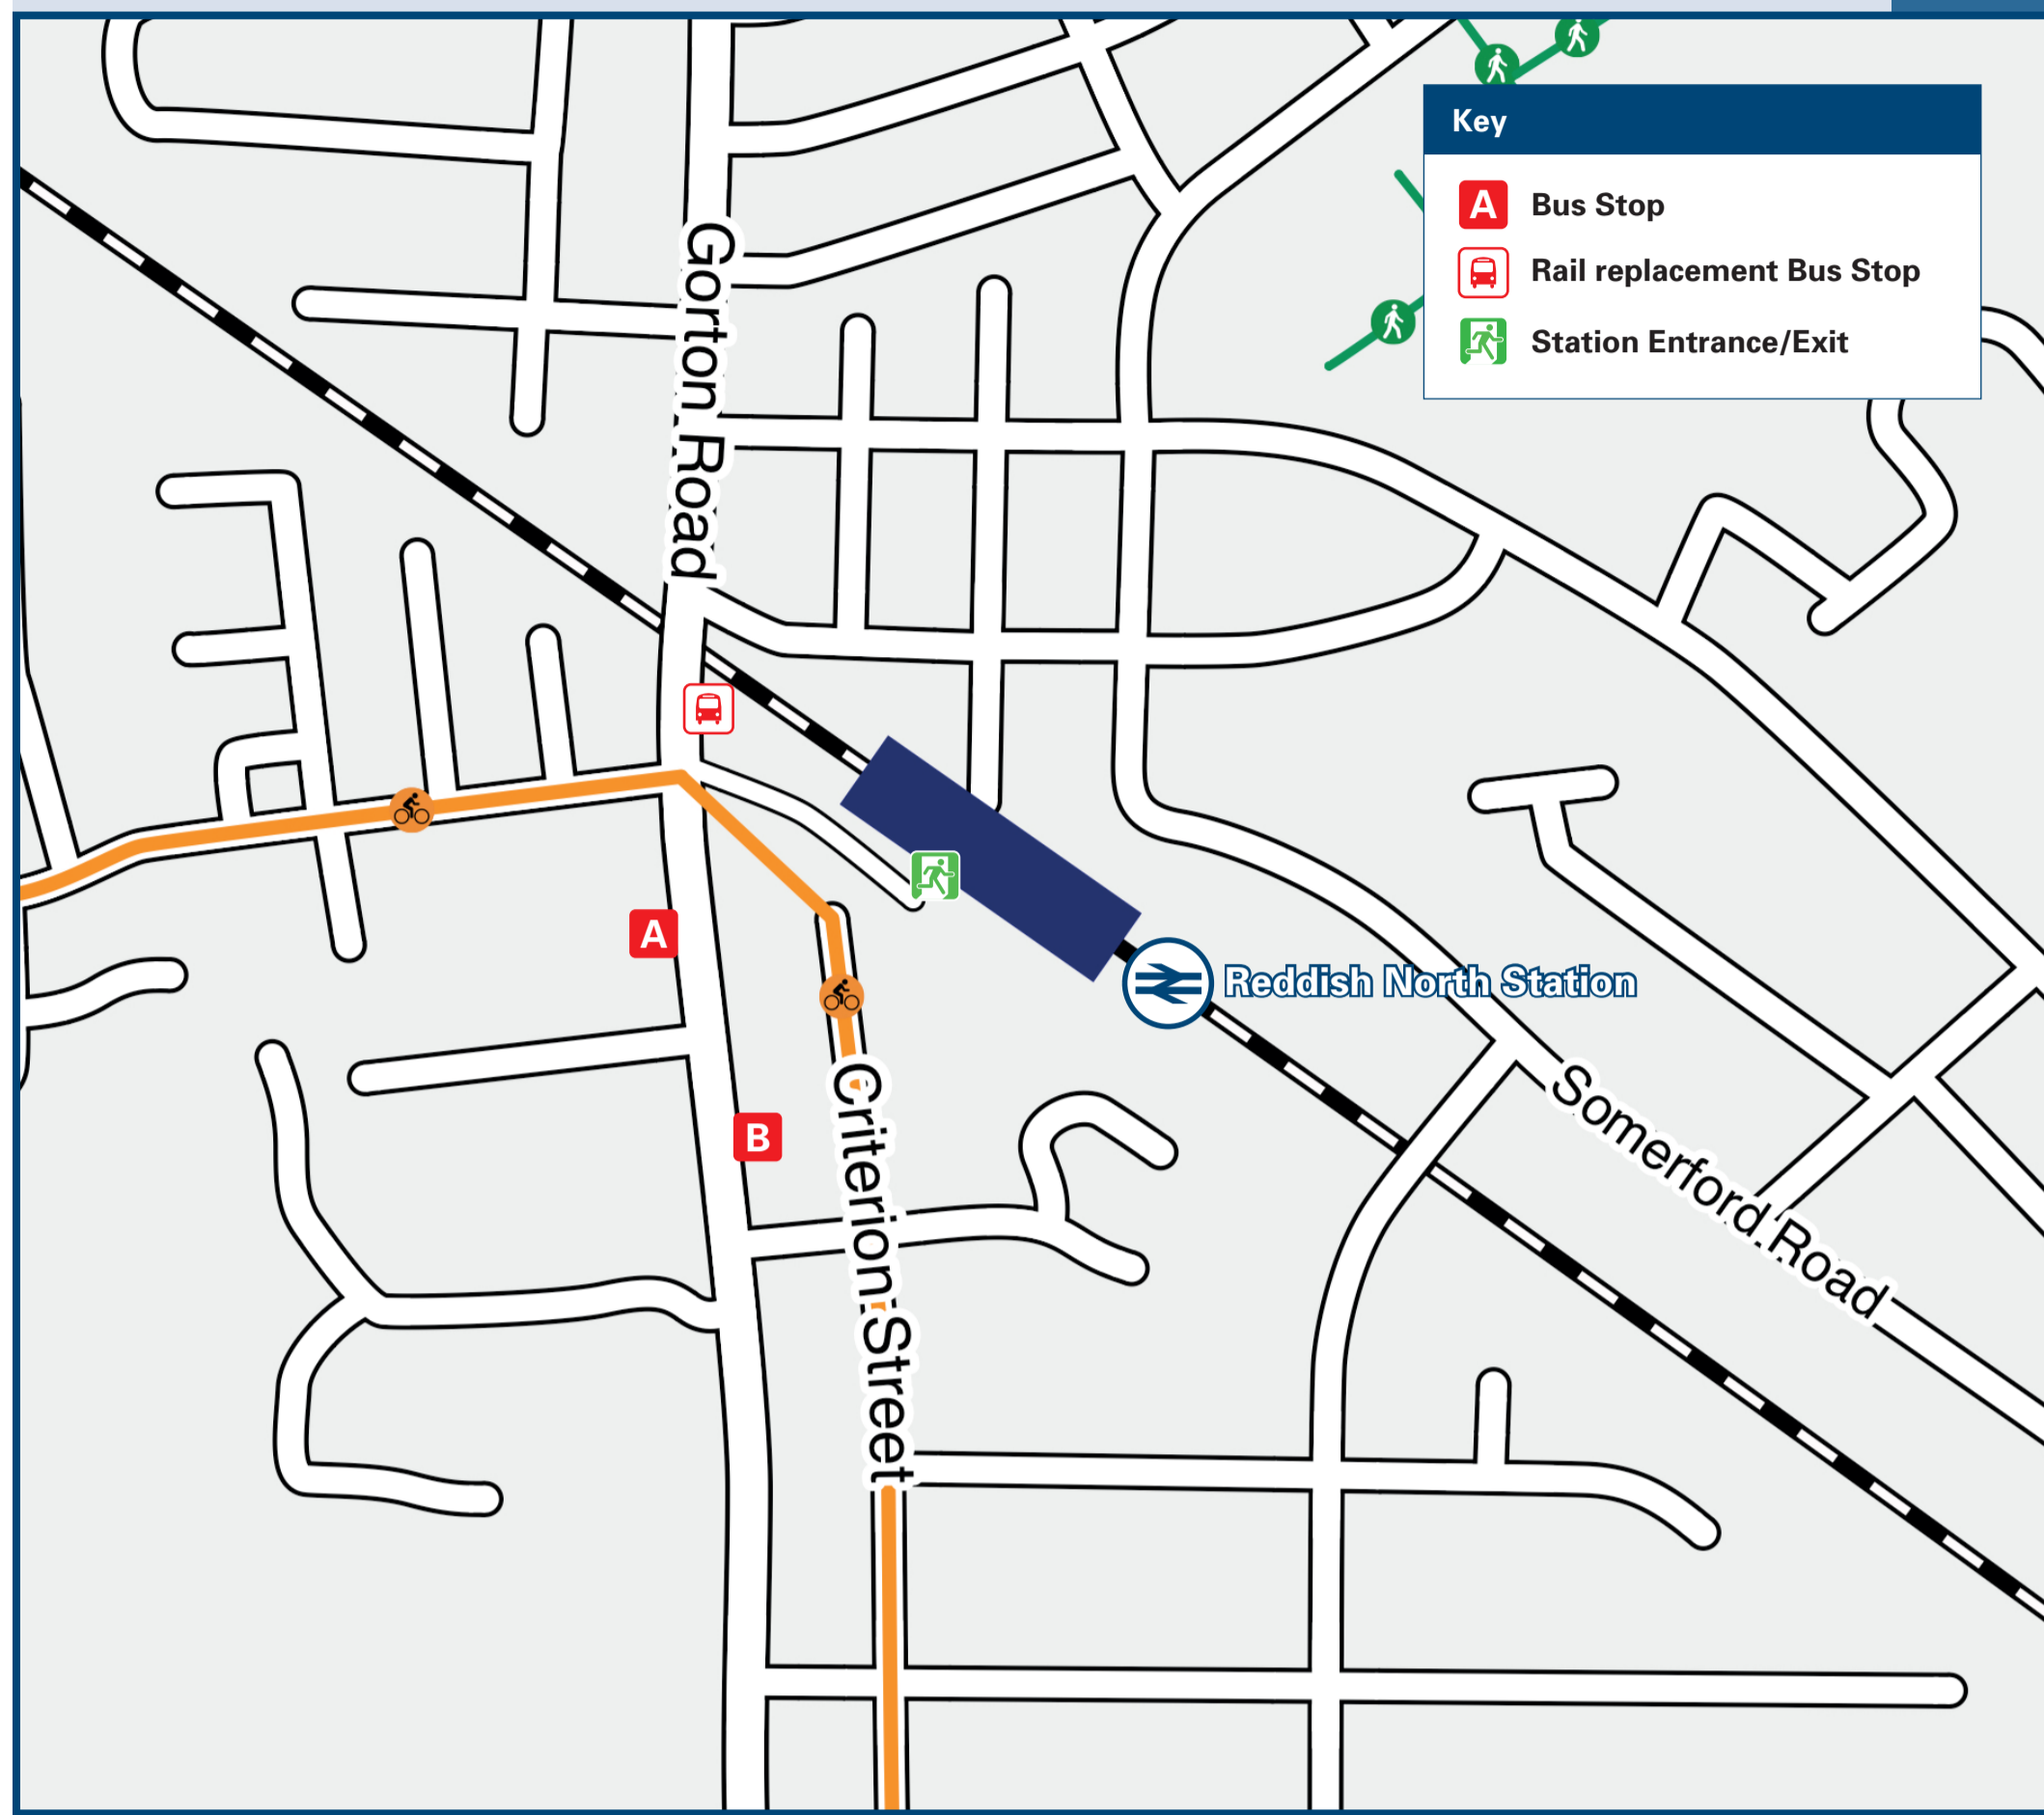 Key
A Bus Stop
Rail replacement Bus Stop
Station Entrance/Exit
Gorton Road
A
Reddish North Station
B
Criterion Street
Somerford Road